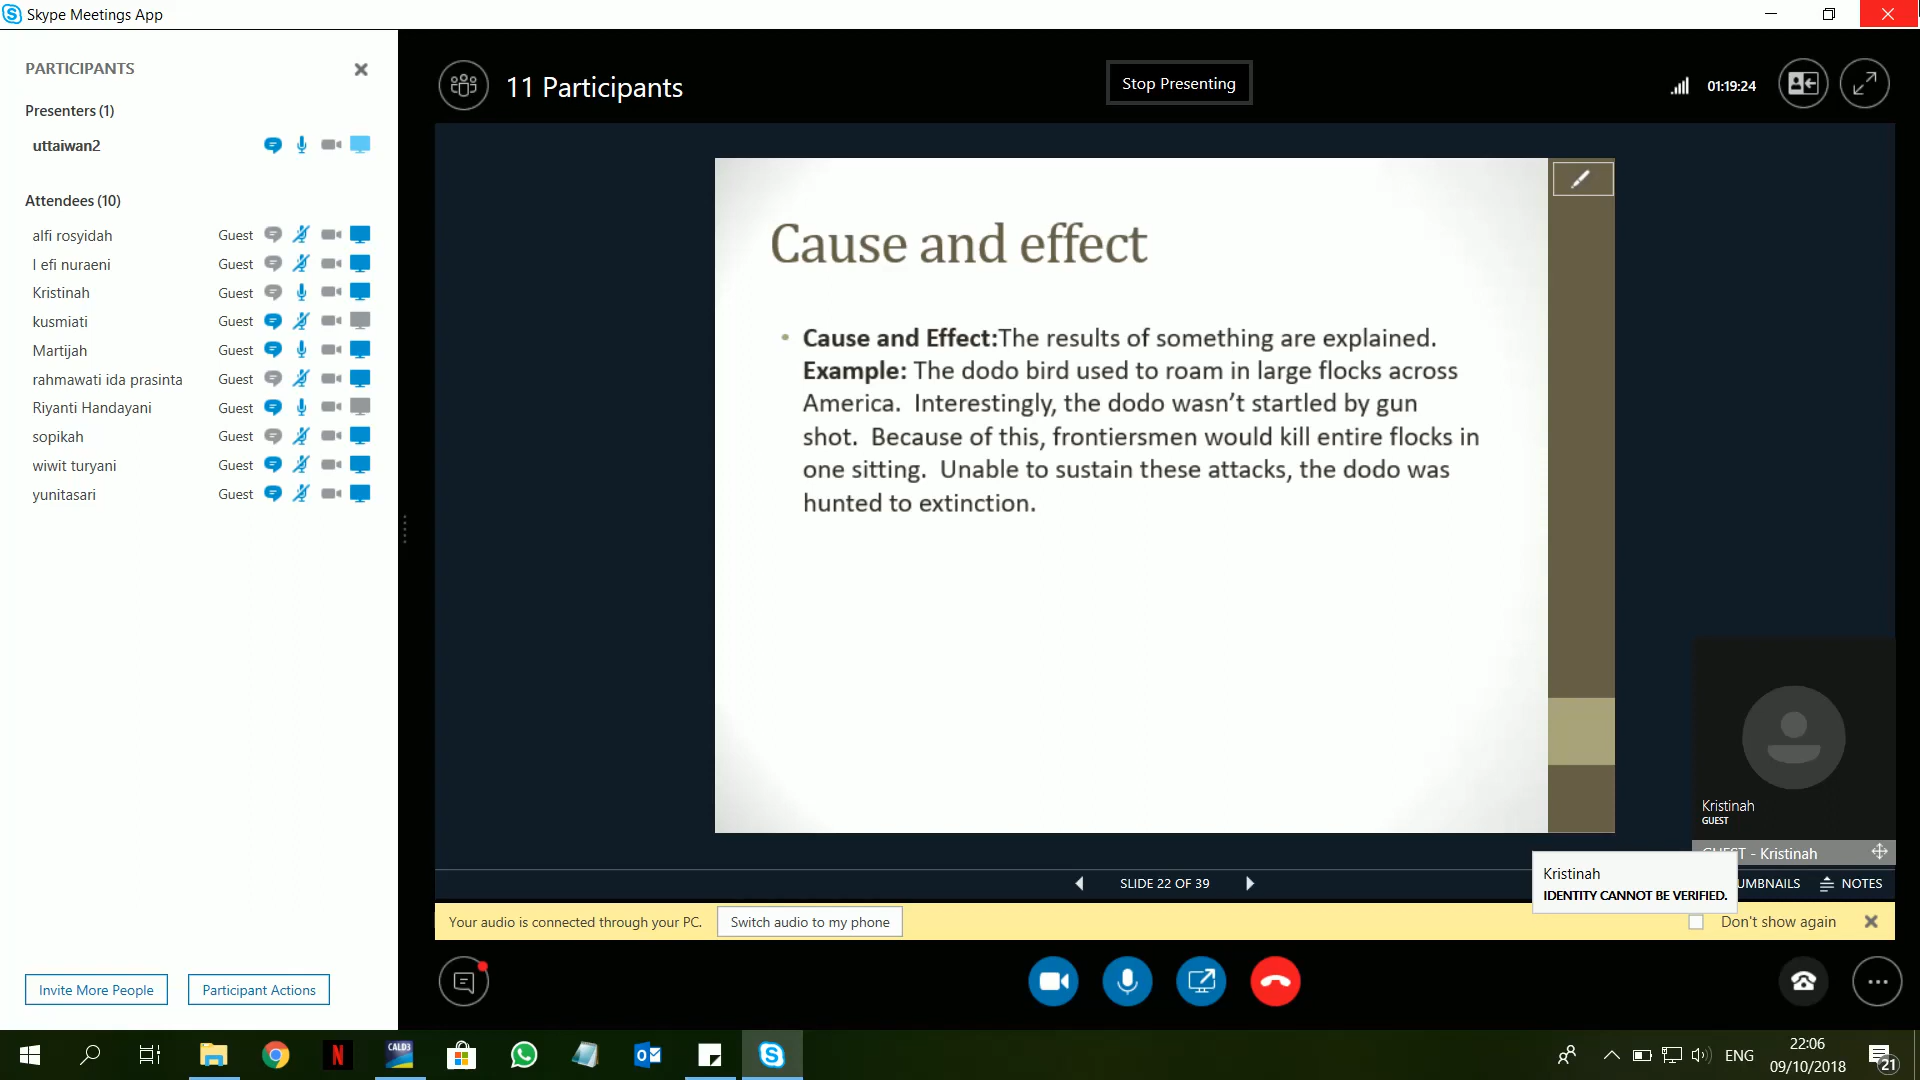 Skype Meetings App
PARTICIPANTS
Presenters (1)
uttaiwan2
Attendees (10)
alfi rosyidah Guest
I efi nuraeni Guest
Kristinah Guest
kusmiati Guest
Martijah Guest
rahmawati ida prasinta Guest
Riyanti Handayani Guest
sopikah Guest
wiwit turyani Guest
yunitasari Guest
Invite More People
Participant Actions
11 Participants
Stop Presenting
01:19:24
Cause and effect
• Cause and Effect:The results of something are explained.
Example: The dodo bird used to roam in large flocks across
America.  Interestingly, the dodo wasn't startled by gun
shot.  Because of this, frontiersmen would kill entire flocks in
one sitting.  Unable to sustain these attacks, the dodo was
hunted to extinction.
Kristinah
GUEST
- Kristinah
SLIDE 22 OF 39
NOTES
Kristinah
IDENTITY CANNOT BE VERIFIED.
Your audio is connected through your PC.
Switch audio to my phone
Don't show again
N
CALD3
ENG
22:06
09/10/2018
21